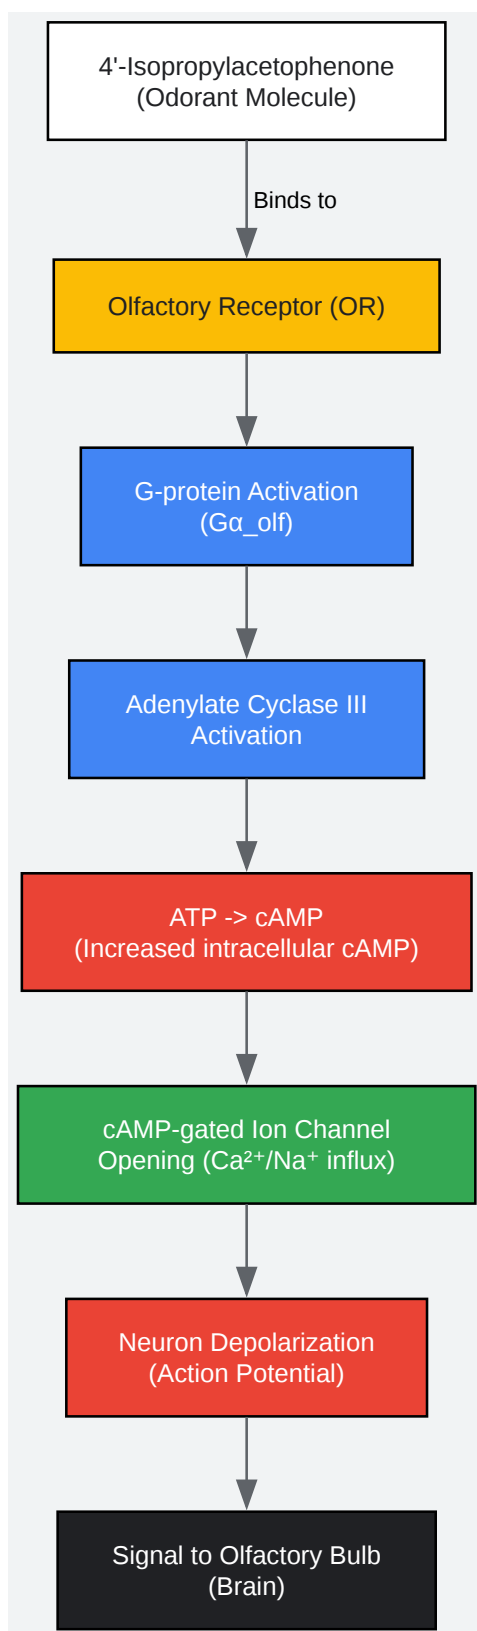 4'-Isopropylacetophenone
(Odorant Molecule)
Binds to
Olfactory Receptor (OR)
G-protein Activation
(Gα_olf)
Adenylate Cyclase III
Activation
ATP -> cAMP
(Increased intracellular cAMP)
cAMP-gated Ion Channel
Opening (Ca²⁺/Na⁺ influx)
Neuron Depolarization
(Action Potential)
Signal to Olfactory Bulb
(Brain)